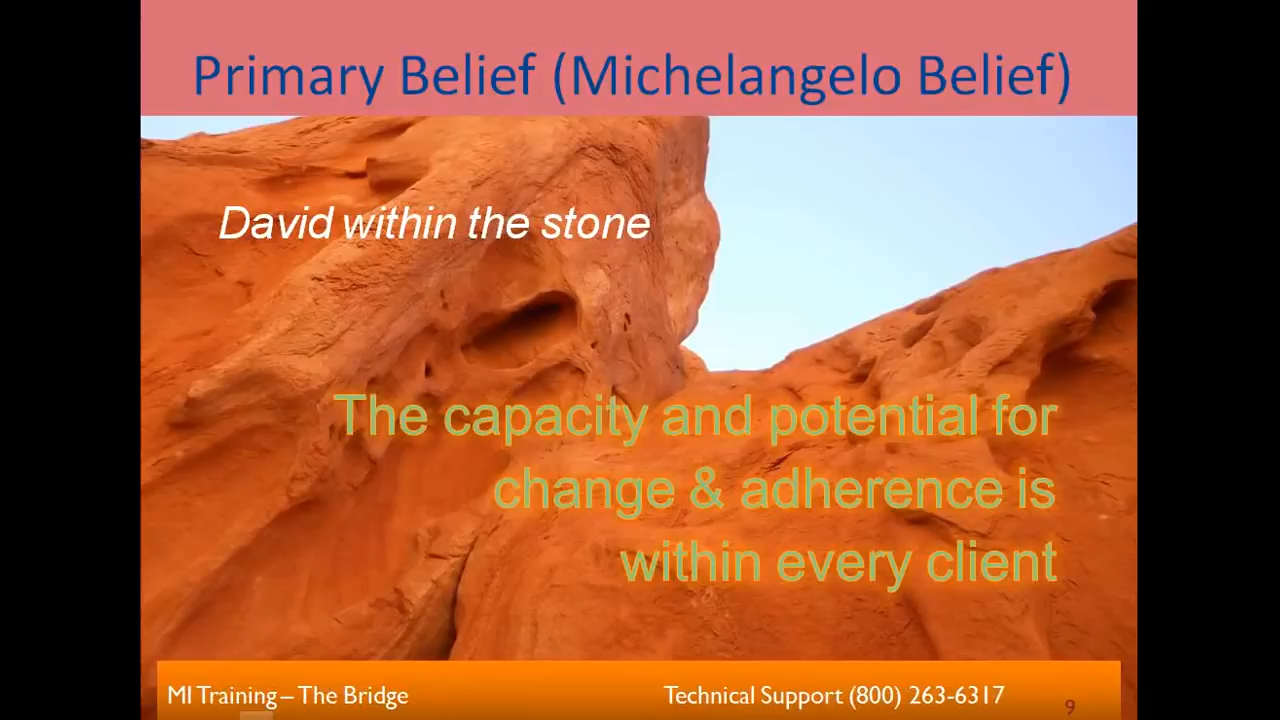 Primary Belief (Michelangelo Belief)
David within the stone
The capacity and potential for
change & adherence is
within every client
MI Training – The Bridge
Technical Support (800) 263-6317
9